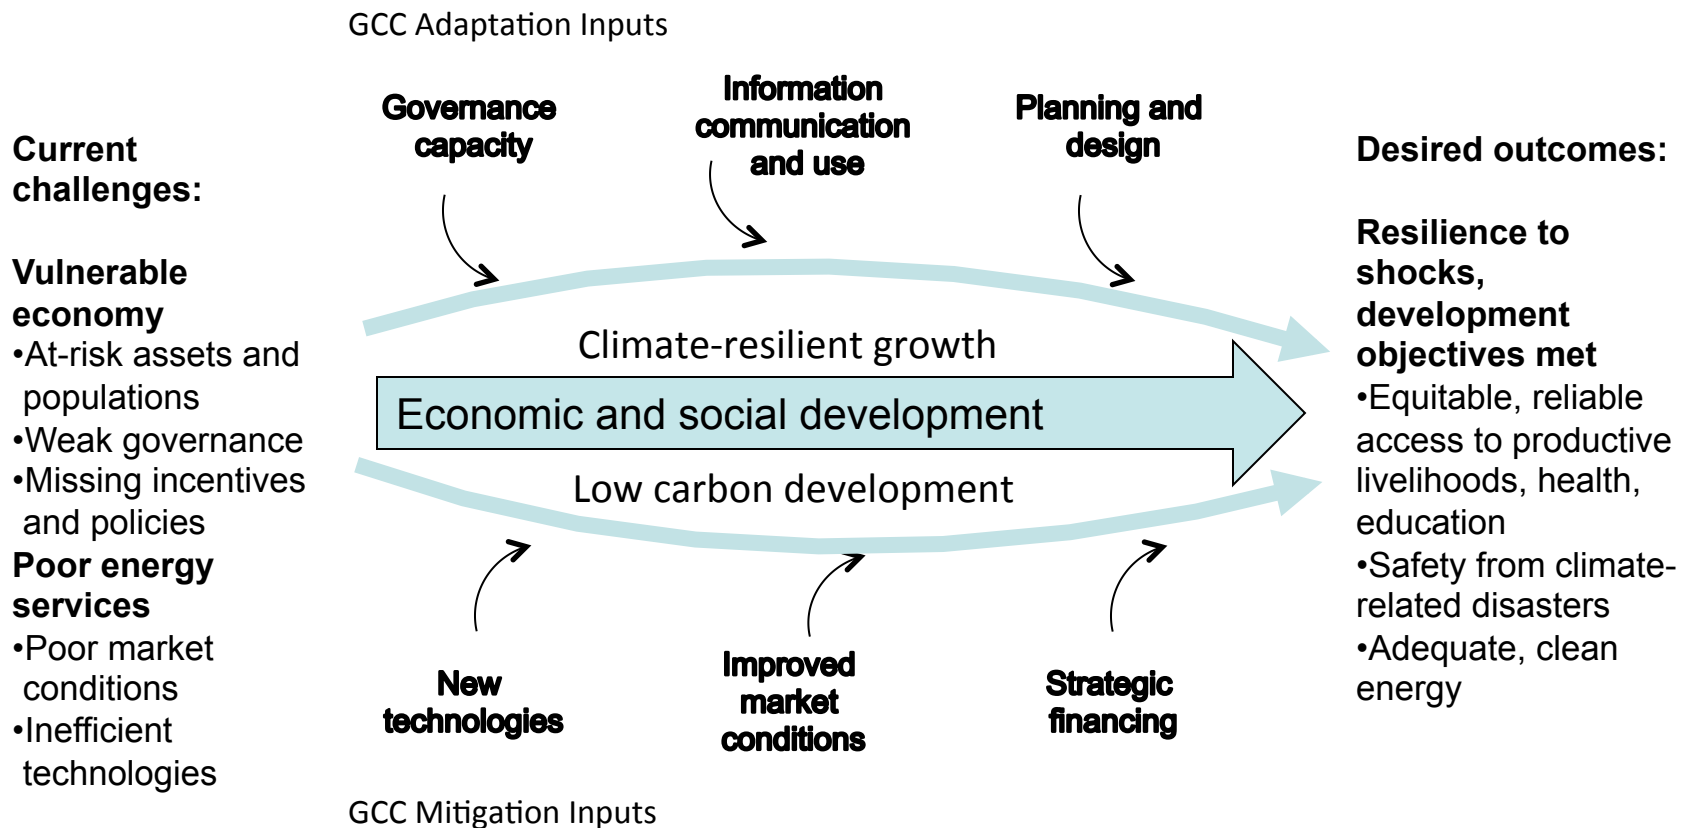 GCC Adaptation Inputs
Governance
capacity
Information
communication
and use
Planning and
design
Current
challenges:
Vulnerable
economy
•At-risk assets and
populations
•Weak governance
•Missing incentives
and policies
Poor energy
services
•Poor market
conditions
•Inefficient
technologies
Climate-resilient growth
Economic and social development
Low carbon development
New
technologies
Improved
market
conditions
Strategic
financing
GCC Mitigation Inputs
Desired outcomes:
Resilience to
shocks,
development
objectives met
•Equitable, reliable
access to productive
livelihoods, health,
education
•Safety from climate-
related disasters
•Adequate, clean
energy